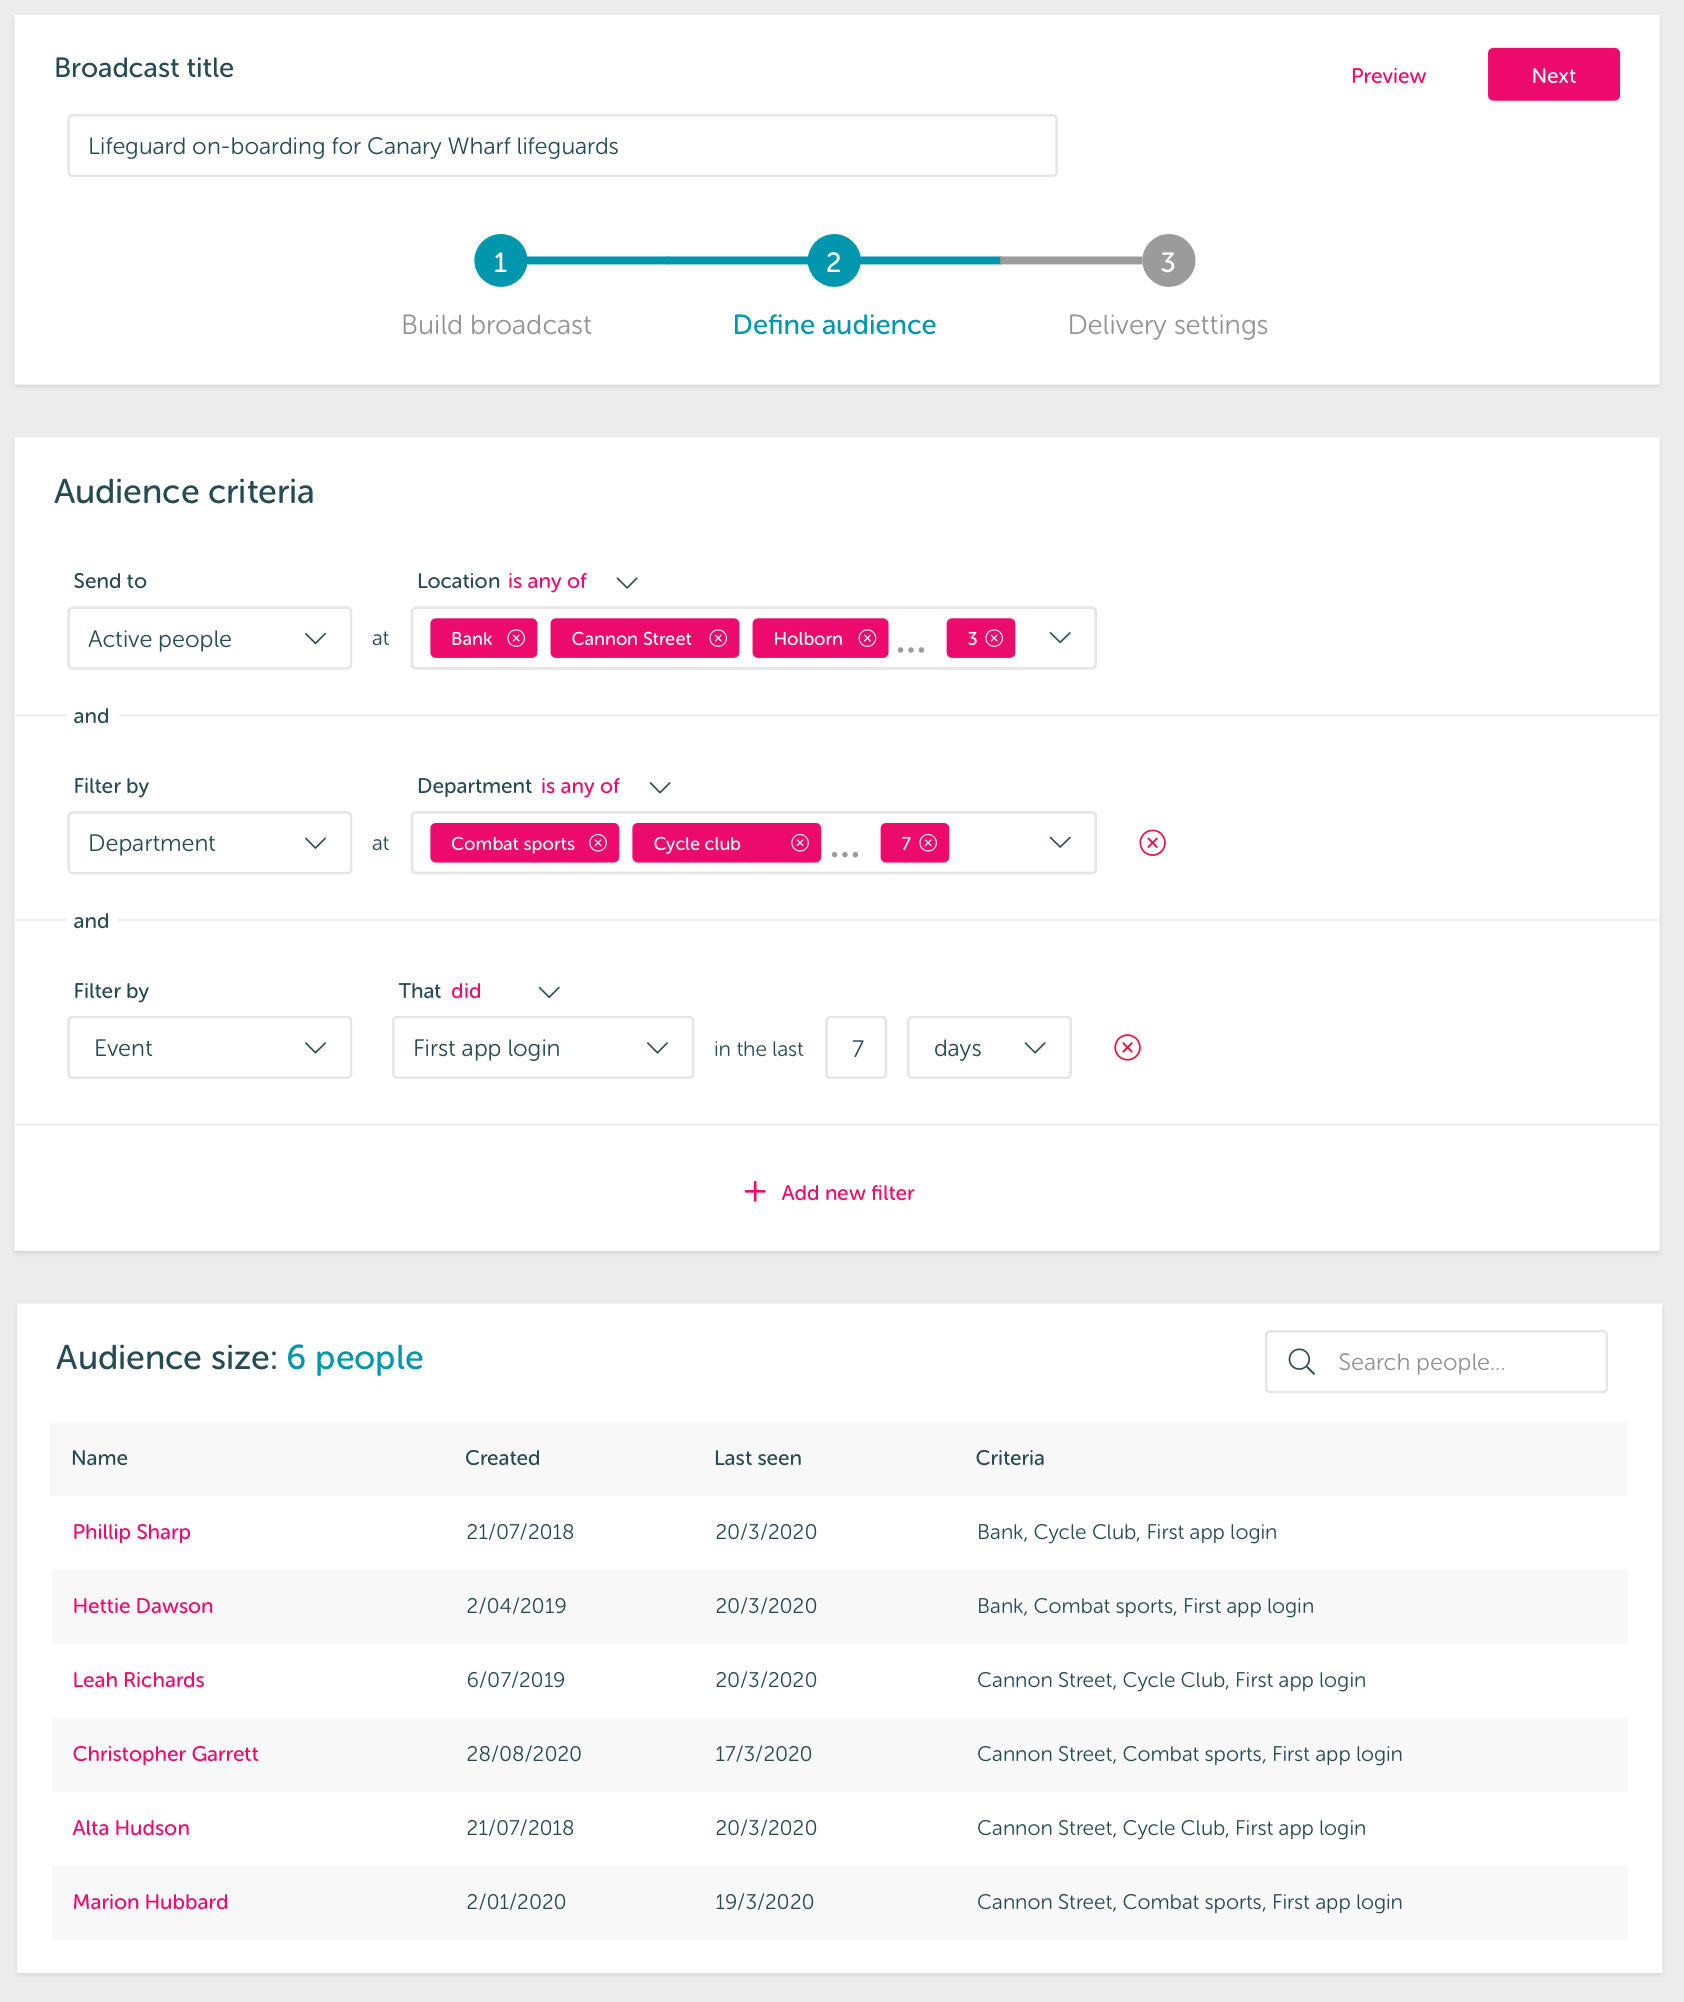 Broadcast title
Preview
Next
Lifeguard on-boarding for Canary Wharf lifeguards
1
2
3
Build broadcast
Define audience
Delivery settings
Audience criteria
Send to
Location is any of
Active people
at
Bank
Cannon Street
Holborn
...
3
and
Filter by
Department is any of
Department
at
Combat sports
Cycle club
...
7
and
Filter by
That did
Event
First app login
in the last
7
days
+ Add new filter
Audience size: 6 people
Search people...
Name Created Last seen Criteria
Phillip Sharp 21/07/2018 20/3/2020 Bank, Cycle Club, First app login
Hettie Dawson 2/04/2019 20/3/2020 Bank, Combat sports, First app login
Leah Richards 6/07/2019 20/3/2020 Cannon Street, Cycle Club, First app login
Christopher Garrett 28/08/2020 17/3/2020 Cannon Street, Combat sports, First app login
Alta Hudson 21/07/2018 20/3/2020 Cannon Street, Cycle Club, First app login
Marion Hubbard 2/01/2020 19/3/2020 Cannon Street, Combat sports, First app login